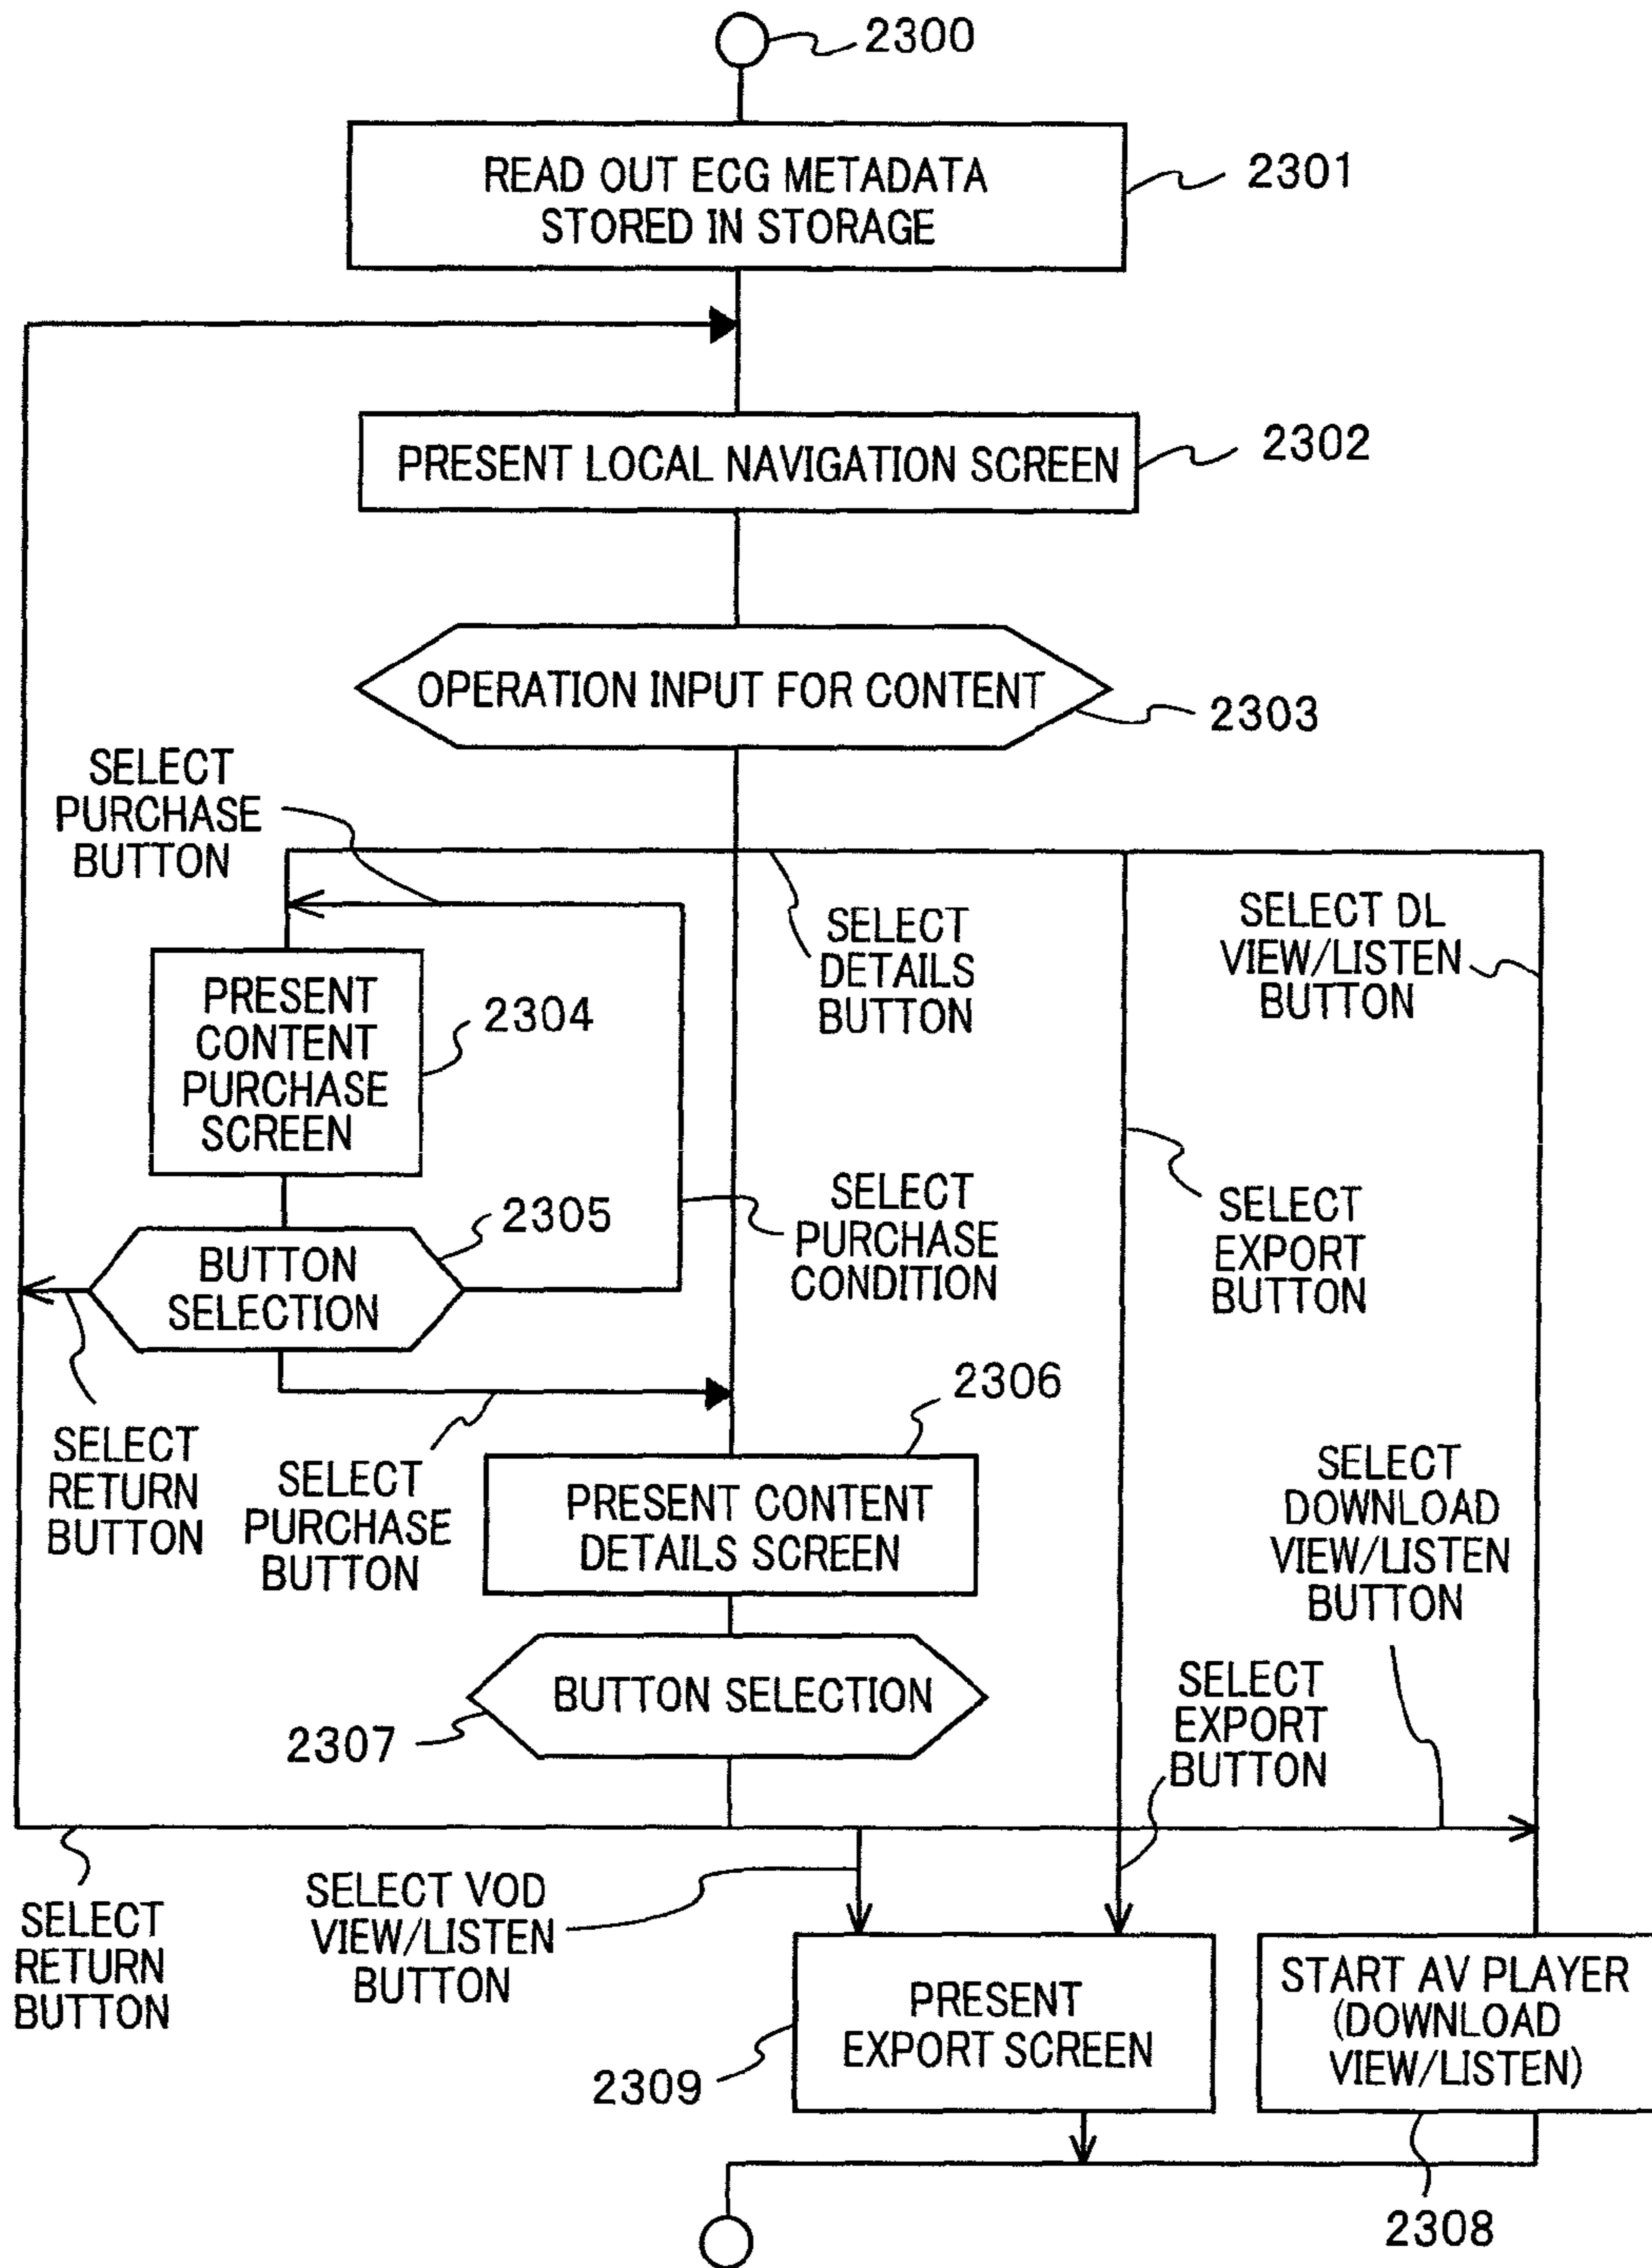 2300
READ OUT ECG METADATA
STORED IN STORAGE
2301
PRESENT LOCAL NAVIGATION SCREEN
2302
OPERATION INPUT FOR CONTENT
2303
SELECT
PURCHASE
BUTTON
SELECT
DETAILS
BUTTON
SELECT DL
VIEW/LISTEN
BUTTON
PRESENT
CONTENT
PURCHASE
SCREEN
2304
SELECT
PURCHASE
CONDITION
SELECT
EXPORT
BUTTON
BUTTON
SELECTION
2305
SELECT
RETURN
BUTTON
SELECT
PURCHASE
BUTTON
2306
PRESENT CONTENT
DETAILS SCREEN
SELECT
DOWNLOAD
VIEW/LISTEN
BUTTON
BUTTON SELECTION
2307
SELECT
EXPORT
BUTTON
SELECT
RETURN
BUTTON
SELECT VOD
VIEW/LISTEN
BUTTON
PRESENT
EXPORT SCREEN
2309
START AV PLAYER
(DOWNLOAD
VIEW/LISTEN)
2308